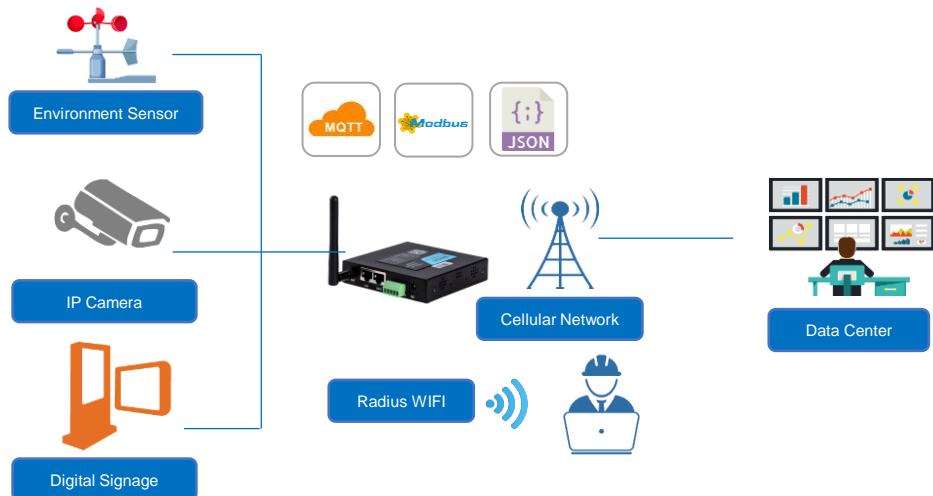 Environment Sensor
MQTT
Modbus
{;}
JSON
IP Camera
Cellular Network
Data Center
Radius WIFI
Digital Signage